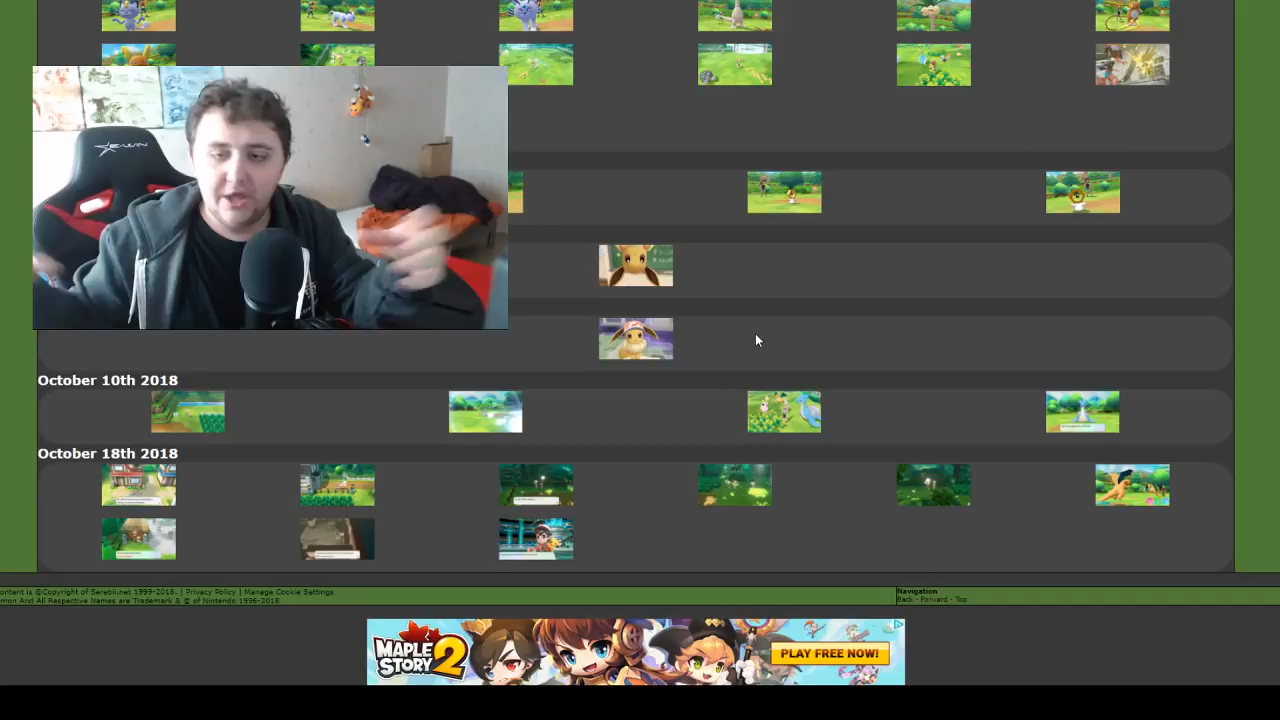 October 10th 2018
October 18th 2018
ontent is ©Copyright of Serebii.net 1999-2018. | Privacy Policy | Manage Cookie Settings
mon And All Respective Names are Trademark & © of Nintendo 1996-2018
Navigation
Back - Forward - Top
MAPLE
STORY 2
PLAY FREE NOW!